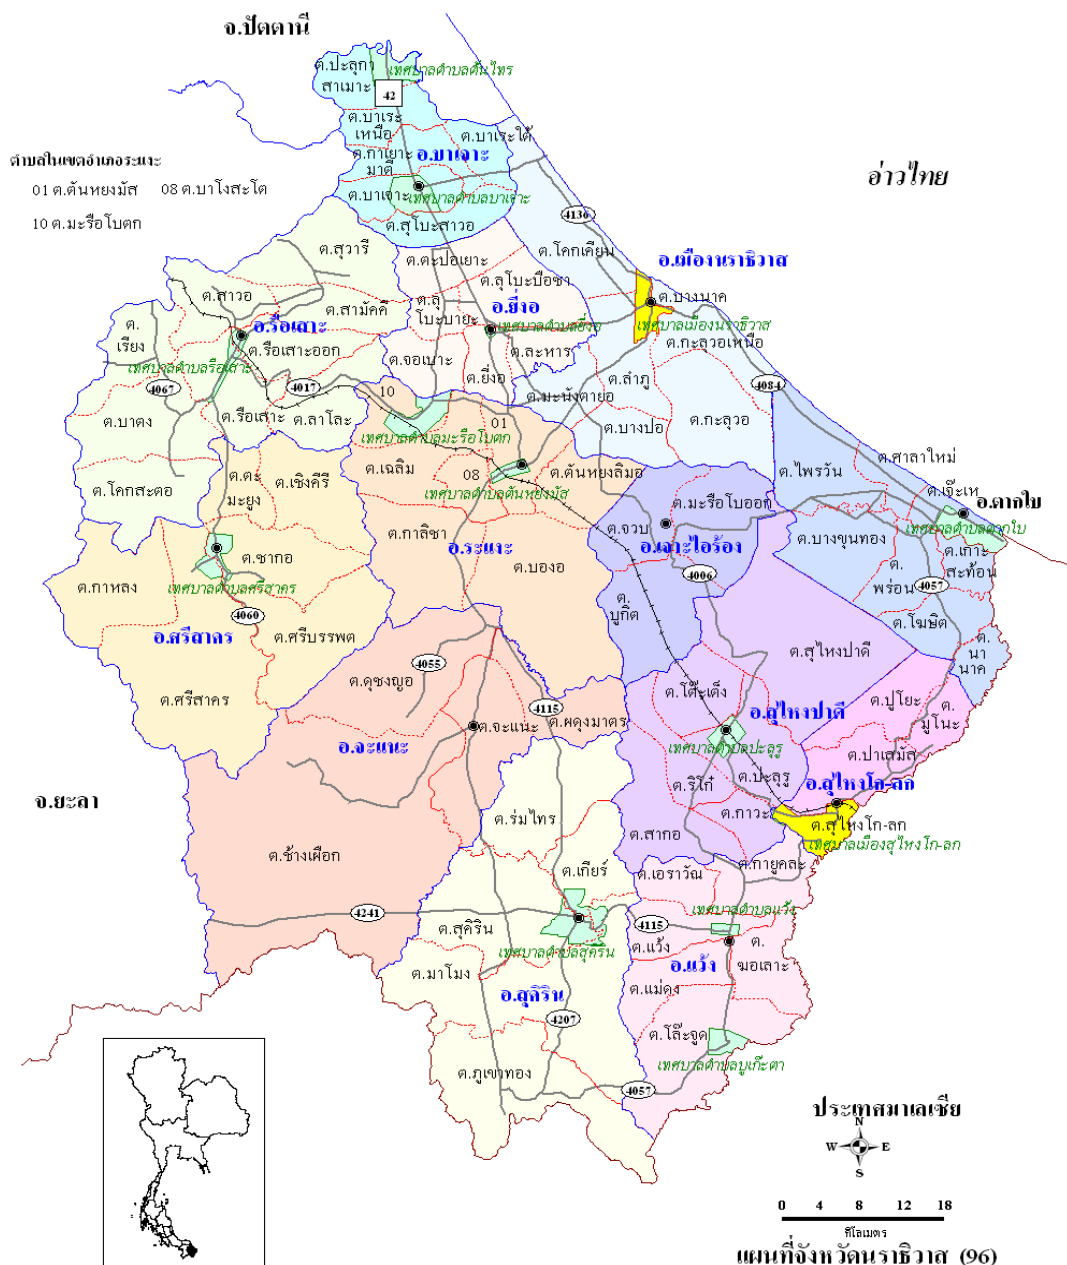 จ.ปัตตานี
ต.ปะลุกา
สาเมาะ
เทศบาลตำบลต้นไทร
42
ต.บาเระ
เหนือ
ต.บาเระใต้
ต.กาเยาะ
มาตี
อ.บาเจาะ
ต.บาเจาะ
เทศบาลตำบลบาเจาะ
ต.สุโบะสาวอ
ตำบลในเขตอำเภอระแงะ
01 ต.ตันหยงมัส
08 ต.บาโงสะโต
10 ต.มะรือโบตก
อ่าวไทย
4136
ต.โคกเคียน
อ.เมืองนราธิวาส
ต.บางนาค
เทศบาลเมืองนราธิวาส
ต.กะลุวอเหนือ
ต.สุวารี
ต.ตะปอเยาะ
ต.ลุโบะบือซา
ต.สาวอ
ต.สามัคคี
ต.ลุ
โบะบายะ
อ.ยี่งอ
เทศบาลตำบลยี่งอ
อ.รือเสาะ
ต.
เรียง
ต.รือเสาะออก
เทศบาลตำบลรือเสาะ
ต.จอเบาะ
ต.ละหาร
ต.ยี่งอ
ต.ลำภู
4084
4067
4017
10
ต.มะนังตายอ
ต.บาตง
ต.รือเสาะ
ต.ลาโละ
01
ต.บางปอ
ต.กะลุวอ
เทศบาลตำบลมะรือโบตก
ต.โคกสะตอ
ต.ตะ
มะยูง
ต.เชิงคีรี
ต.เฉลิม
08
ต.ตันหยงลิมอ
เทศบาลตำบลตันหยงมัส
ต.ไพรวัน
ต.ศาลาใหม่
ต.เจ๊ะเห
อ.ตากใบ
เทศบาลตำบลตากใบ
ต.กาลิซา
อ.ระแงะ
ต.มะรือโบออก
ต.จวบ
อ.เจาะไอร้อง
ต.บางขุนทอง
ต.เกาะ
สะท้อน
ต.ซากอ
เทศบาลตำบลศรีสาคร
ต.กาหลง
ต.บองอ
4006
ต.
พร่อน
4057
ต.
บูกิต
ต.โฆษิต
4060
อ.ศรีสาคร
ต.ศรีบรรพต
ต.
นา
นาค
ต.สุไหงปาดี
4055
ต.ดุซงญอ
ต.ศรีสาคร
4115
ต.โต๊ะเด็ง
ต.ปูโยะ
ต.
มูโนะ
อ.สุไหงปาดี
ต.จะแนะ
ต.ผดุงมาตร
อ.จะแนะ
เทศบาลตำบลปะลุรู
ต.ปาเสมัส
ต.ริโก๋
ต.ปะลุรู
อ.สุไหงโก-ลก
จ.ยะลา
ต.กาวะ
ต.สุไหงโก-ลก
เทศบาลเมืองสุไหงโก-ลก
ต.ร่มไทร
ต.สากอ
ต.ช้างเผือก
ต.เกียร์
ต.เอราวัณ
ต.กายูคละ
4241
เทศบาลตำบลแว้ง
4115
ต.สุคิริน
เทศบาลตำบลสุคิริน
ต.แว้ง
ต.
ฆอเลาะ
ต.มาโมง
อ.แว้ง
อ.สุคิริน
ต.แม่ดง
4207
ต.โล๊ะจูด
เทศบาลตำบลบูเก๊ะตา
ต.ภูเขาทอง
4057
ประเทศมาเลเซีย
N
W E
S
0 4 8 12 18
กิโลเมตร
แผนที่จังหวัดนราธิวาส (96)